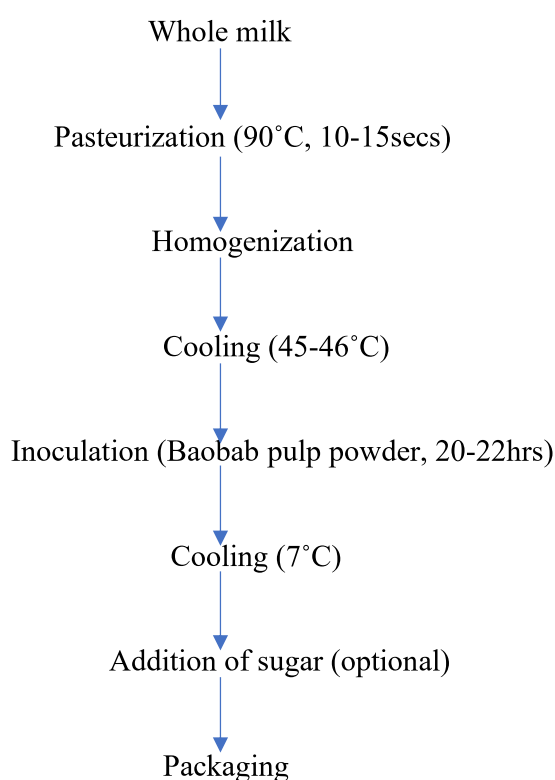 Whole milk
Pasteurization (90˚C, 10-15secs)
Homogenization
Cooling (45-46˚C)
Inoculation (Baobab pulp powder, 20-22hrs)
Cooling (7˚C)
Addition of sugar (optional)
Packaging